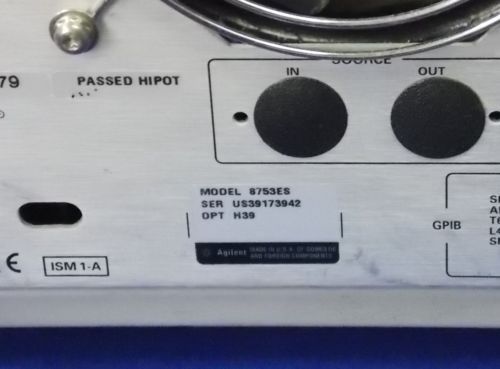 SOURCE
79
PASSED HIPOT
IN
OUT
MODEL 8753ES
SER US39173942
OPT H39
GPIB
Agilent
MADE IN U.S.A. OF DOMESTIC
AND FOREIGN COMPONENTS
CE
ISM 1-A